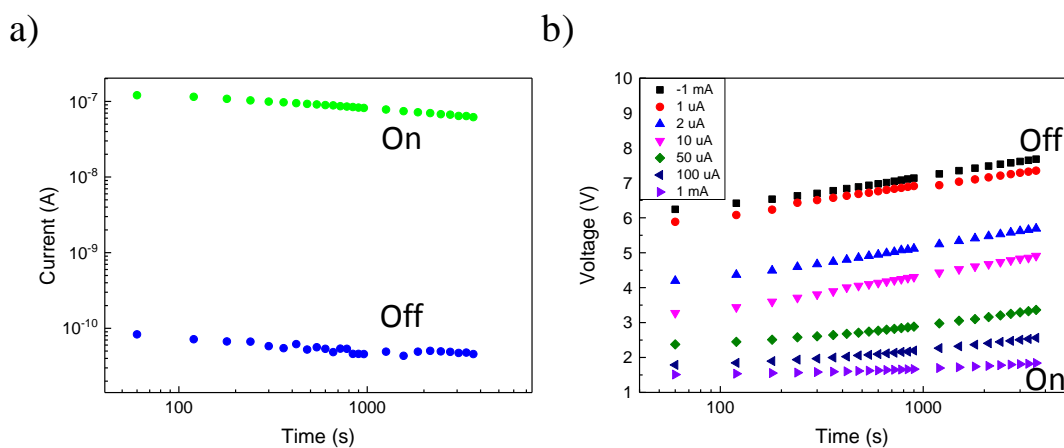 a)
Current (A)
10⁻⁷
10⁻⁸
10⁻⁹
10⁻¹⁰
On
Off
100
1000
Time (s)
b)
Voltage (V)
10
9
8
7
6
5
4
3
2
1
-1 mA
1 uA
2 uA
10 uA
50 uA
100 uA
1 mA
Off
On
100
1000
Time (s)